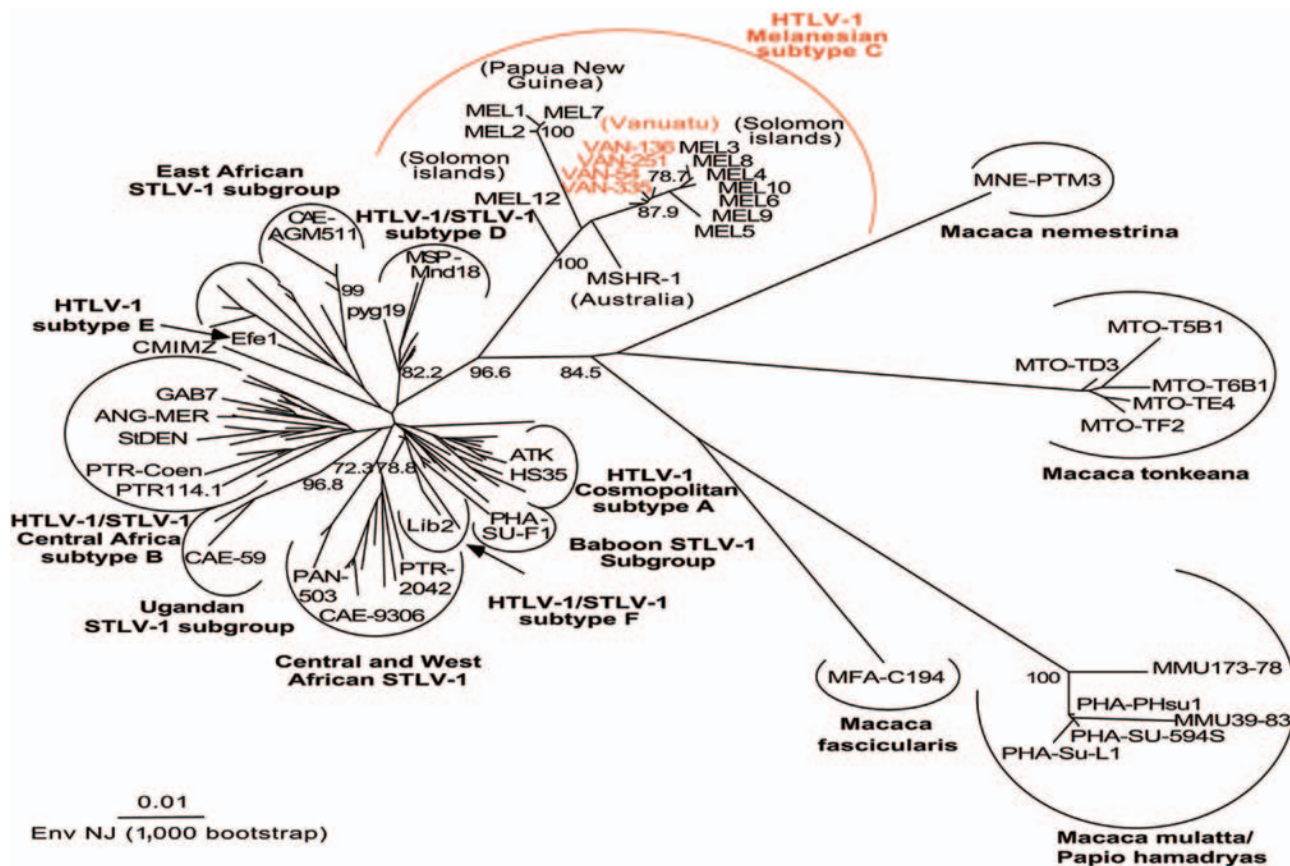 HTLV-1
Melanesian
subtype C
(Papua New
Guinea)
MEL1
MEL7
MEL2
100
(Vanuatu)
(Solomon
islands)
VAN-136
VAN-251
VAN-54
VAN-335
MEL3
MEL8
MEL4
MEL10
MEL6
MEL9
MEL5
78.7
87.9
(Solomon
islands)
MEL12
100
MSHR-1
(Australia)
East African
STLV-1 subgroup
CAE-
AGM511
99
HTLV-1/STLV-1
subtype D
MSP-
Mnd18
pyg19
82.2
96.6
84.5
MNE-PTM3
Macaca nemestrina
MTO-T5B1
MTO-TD3
MTO-T6B1
MTO-TE4
MTO-TF2
Macaca tonkeana
HTLV-1
subtype E
Efe1
CMIMZ
GAB7
ANG-MER
StDEN
PTR-Coen
PTR114.1
HTLV-1/STLV-1
Central Africa
subtype B
96.8
72.3
78.8
CAE-59
Ugandan
STLV-1 subgroup
PAN-
503
CAE-9306
PTR-
2042
Central and West
African STLV-1
Lib2
HTLV-1/STLV-1
subtype F
PHA-
SU-F1
Baboon STLV-1
Subgroup
ATK
HS35
HTLV-1
Cosmopolitan
subtype A
MFA-C194
Macaca
fascicularis
100
MMU173-78
PHA-PHsu1
MMU39-83
PHA-SU-594S
PHA-Su-L1
Macaca mulatta/
Papio hamadryas
0.01
Env NJ (1,000 bootstrap)